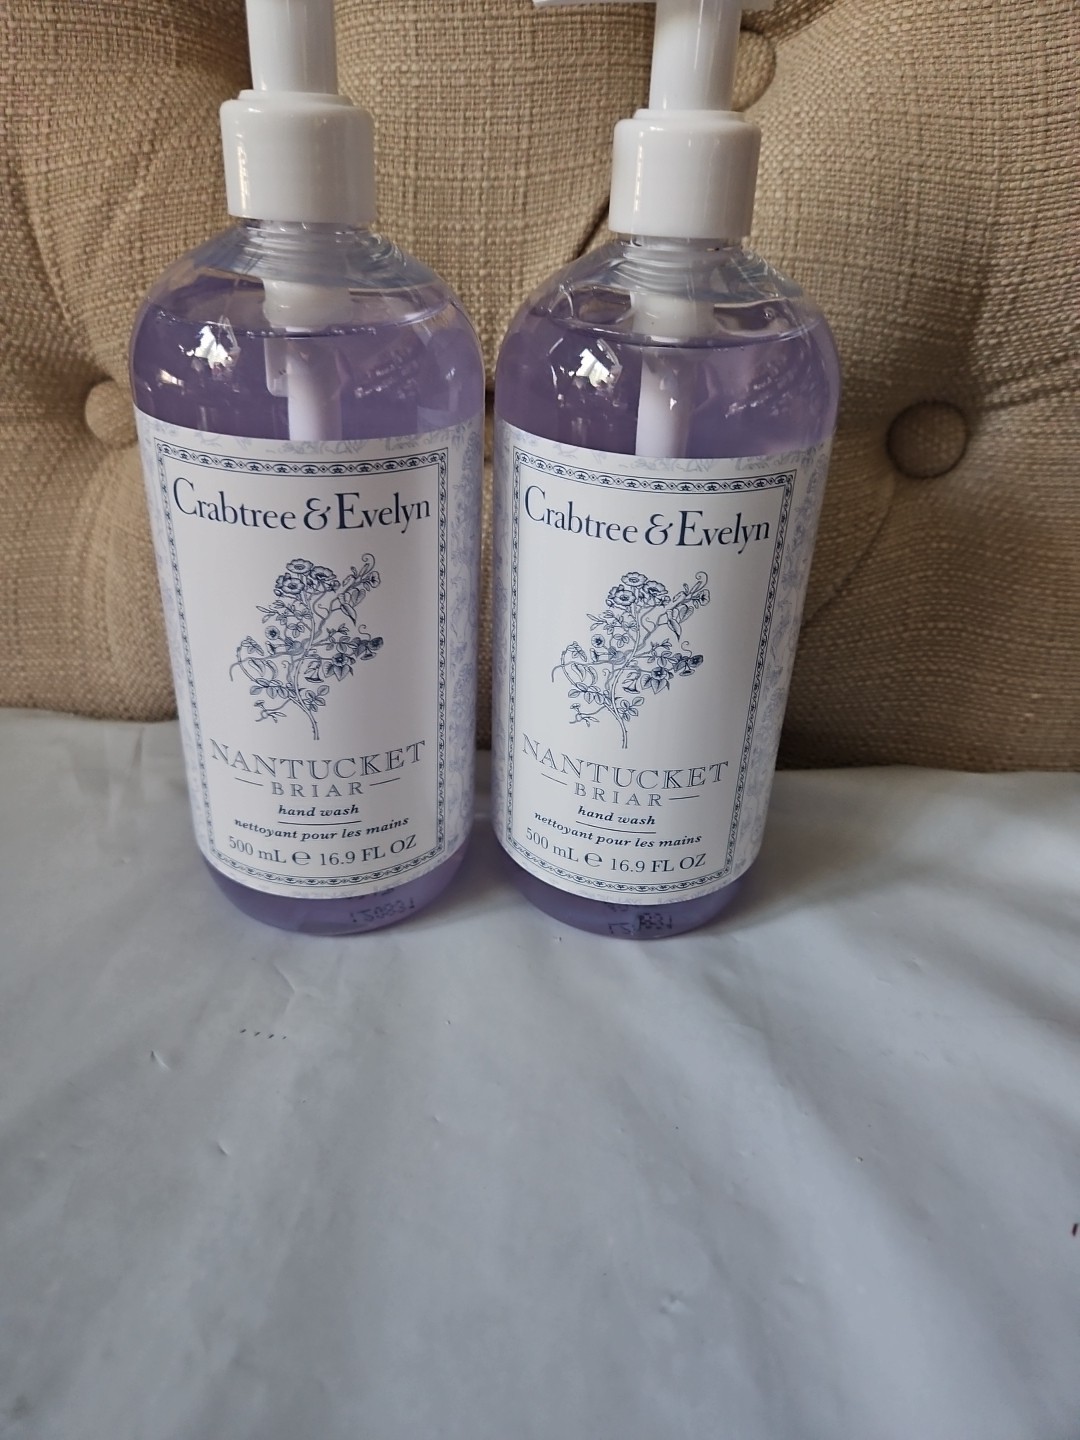 Crabtree & Evelyn
NANTUCKET
BRIAR
hand wash
nettoyant pour les mains
500 mL ℮ 16.9 FL OZ
Crabtree & Evelyn
NANTUCKET
BRIAR
hand wash
nettoyant pour les mains
500 mL ℮ 16.9 FL OZ